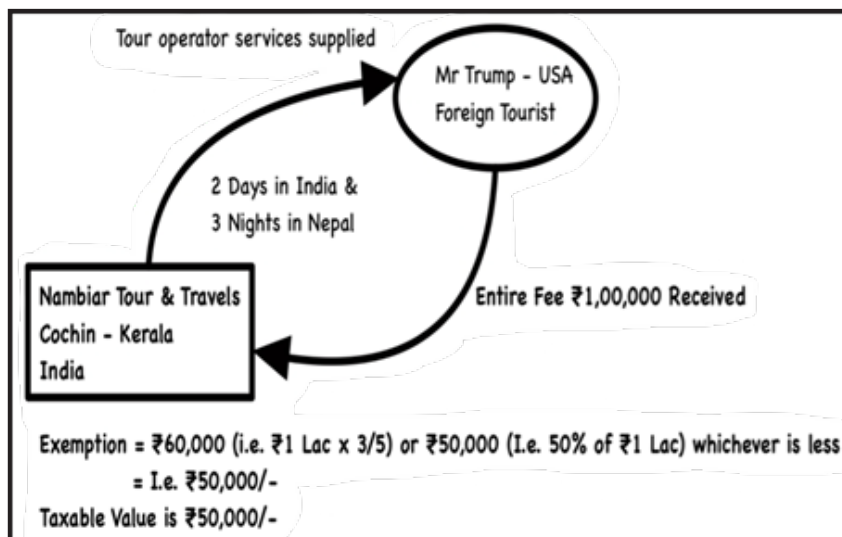 Tour operator services supplied
Mr Trump - USA
Foreign Tourist
2 Days in India &
3 Nights in Nepal
Entire Fee ₹1,00,000 Received
Nambiar Tour & Travels
Cochin - Kerala
India
Exemption = ₹60,000 (i.e. ₹1 Lac x 3/5) or ₹50,000 (I.e. 50% of ₹1 Lac) whichever is less
= I.e. ₹50,000/-
Taxable Value is ₹50,000/-